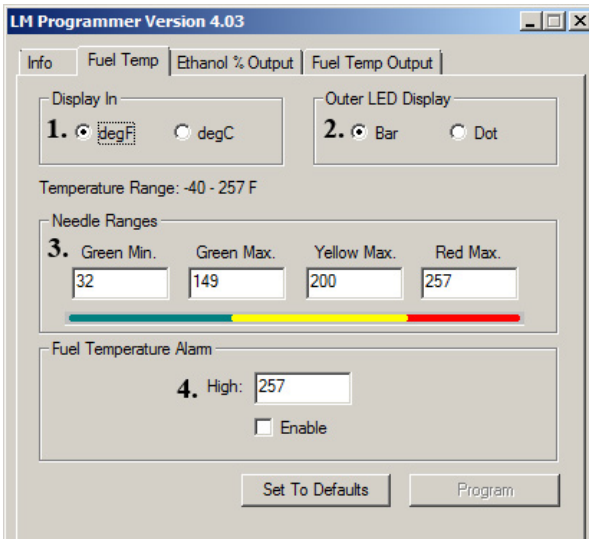 LM Programmer Version 4.03
Info Fuel Temp Ethanol % Output Fuel Temp Output
Display In Outer LED Display
1. degF degC 2. Bar Dot
Temperature Range: -40 - 257 F
Needle Ranges
3. Green Min. Green Max. Yellow Max. Red Max.
32 149 200 257
Fuel Temperature Alarm
4. High: 257
Enable
Set To Defaults Program